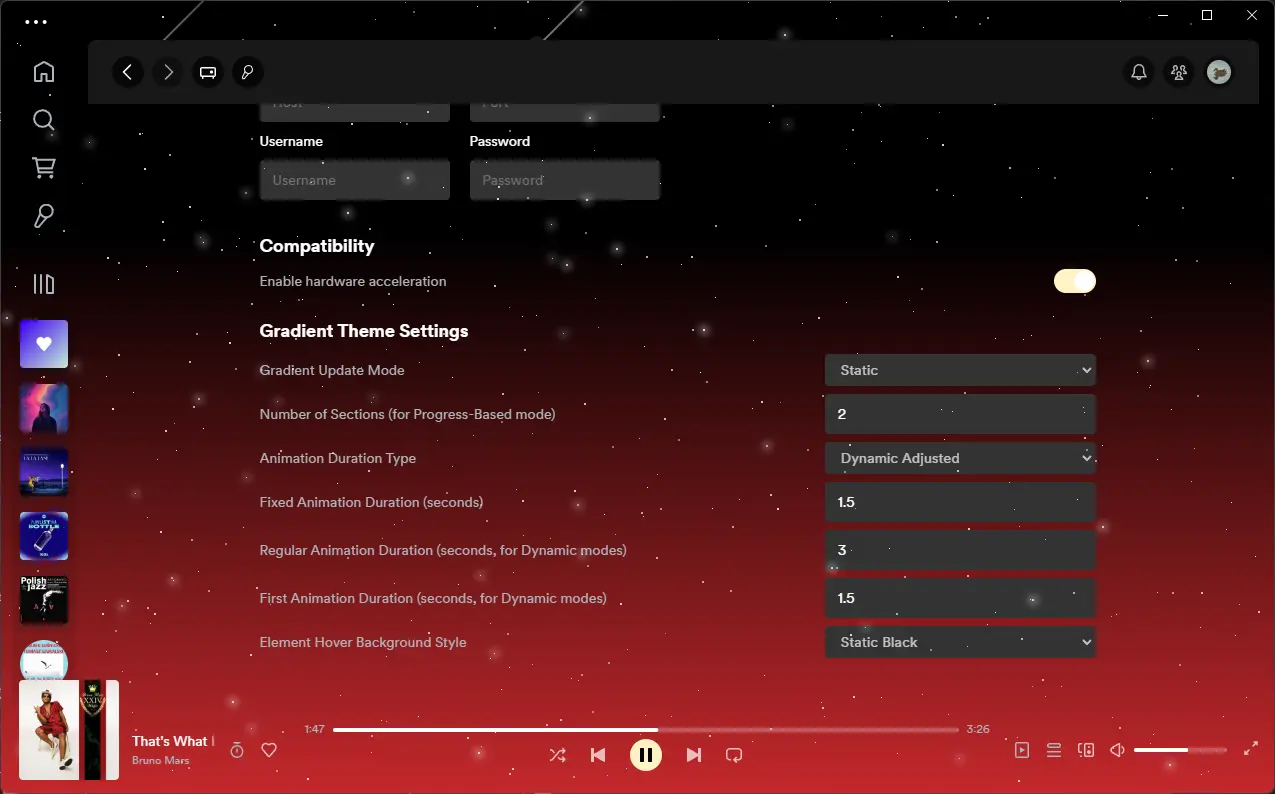 Host
Port
Username
Password
Username
Password
Compatibility
Enable hardware acceleration
Gradient Theme Settings
Gradient Update Mode
Static
Number of Sections (for Progress-Based mode)
2
Animation Duration Type
Dynamic Adjusted
Fixed Animation Duration (seconds)
1.5
Regular Animation Duration (seconds, for Dynamic modes)
3
First Animation Duration (seconds, for Dynamic modes)
1.5
Element Hover Background Style
Static Black
Polish
jazz
XXIV
That's What I
Bruno Mars
1:47
3:26